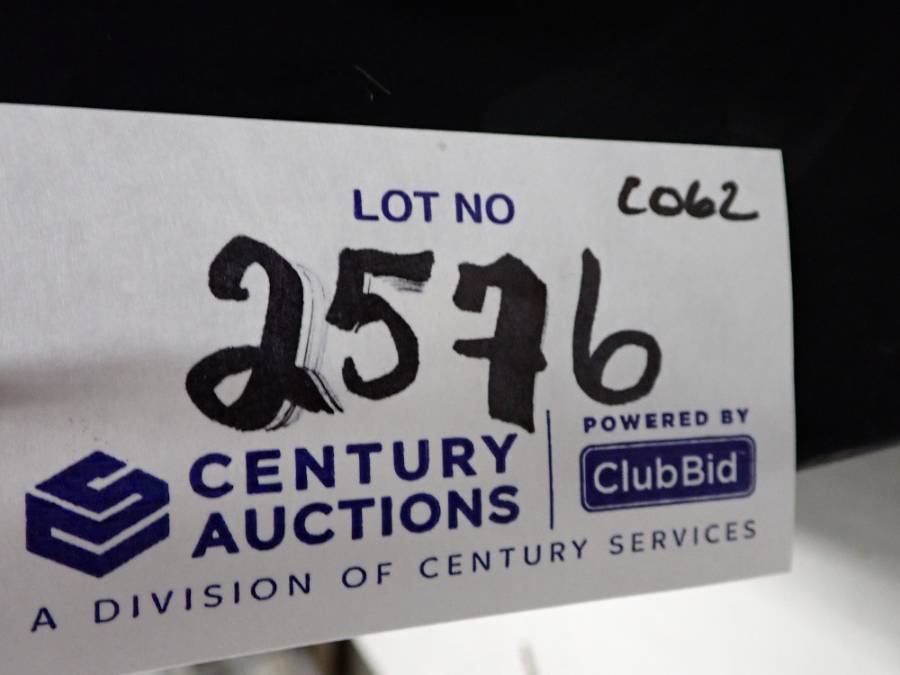 LOT NO
C062
2576
CENTURY
AUCTIONS
POWERED BY
ClubBid
A DIVISION OF CENTURY SERVICES